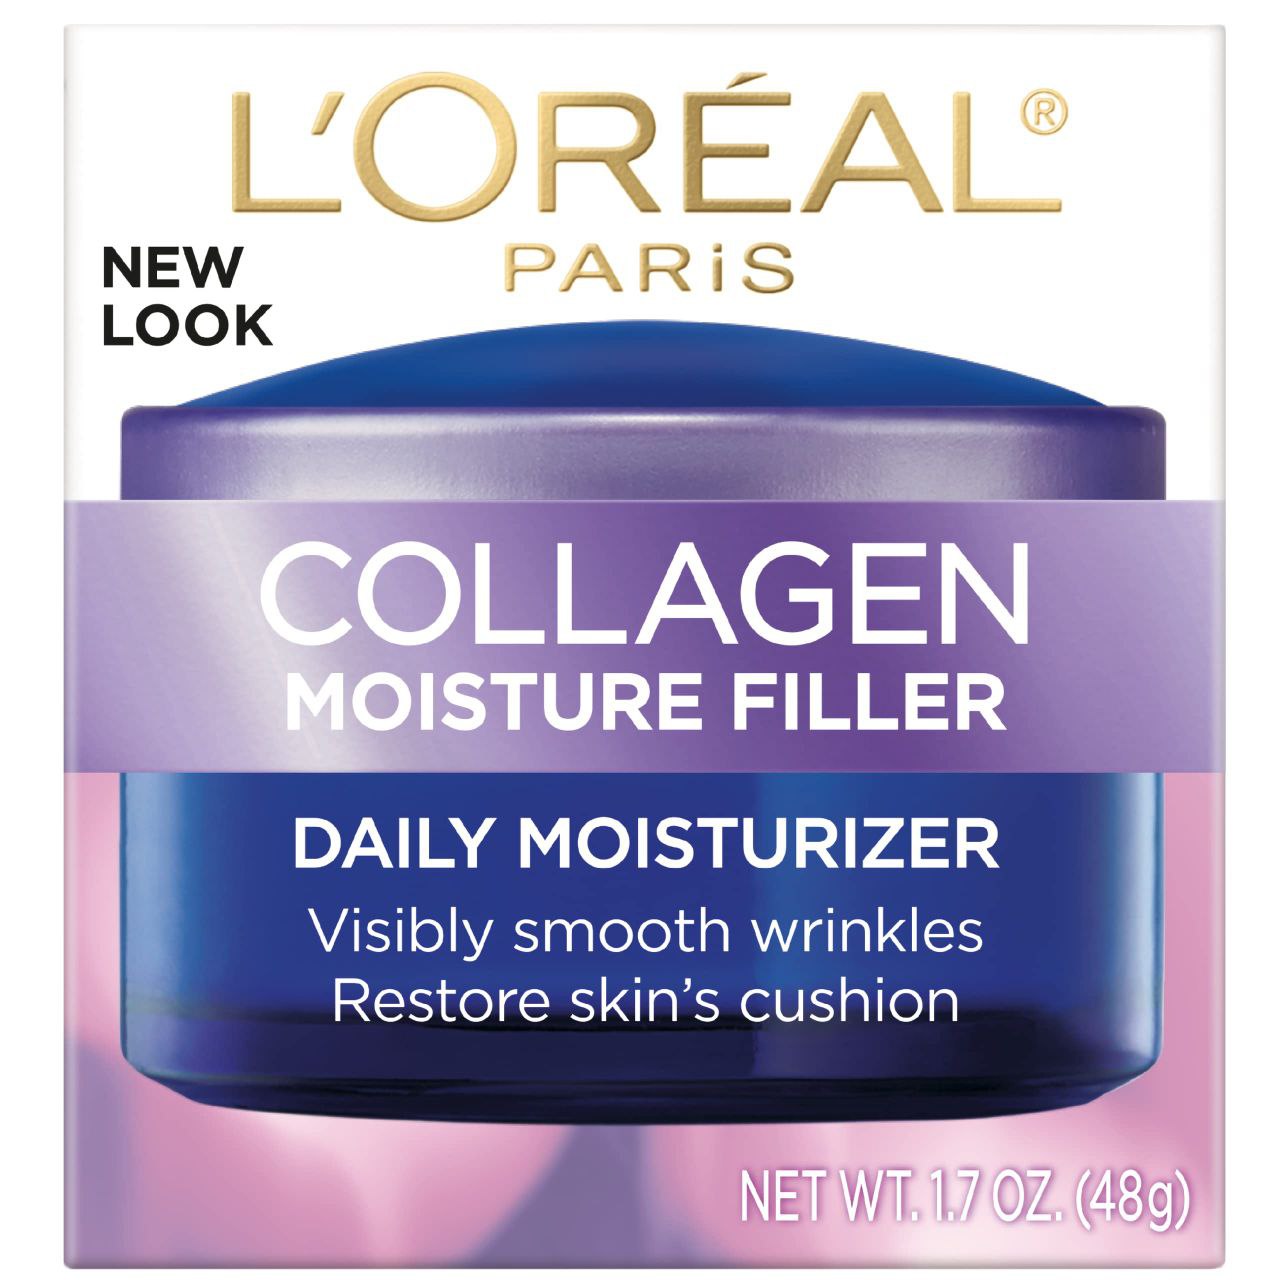 L'ORÉAL®
PARiS
NEW
LOOK
COLLAGEN
MOISTURE FILLER
DAILY MOISTURIZER
Visibly smooth wrinkles
Restore skin's cushion
NET WT. 1.7 OZ. (48g)